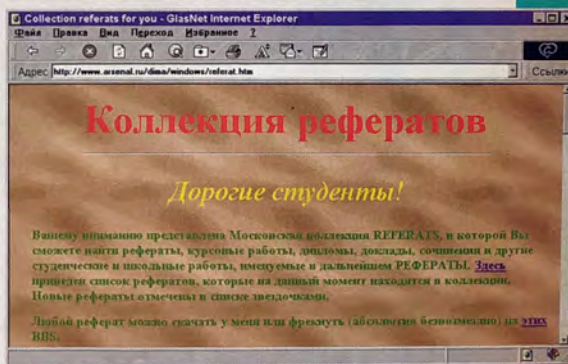 Collection referats for you - GlasNet Internet Explorer
Файл Правка Вид Переход Избранное ?
Адрес http://www.arsenal.ru/dima/windows/referat.htm Ссылки
Коллекция рефератов
Дорогие студенты!
Вашему вниманию представлена Московская коллекция REFERATS, в которой Вы
сможете найти рефераты, курсовые работы, дипломы, доклады, сочинения и другие
студенческие и школьные работы, именуемые в дальнейшем РЕФЕРАТЫ. Здесь
приведен список рефератов, которые на данный момент находятся в коллекции.
Новые рефераты отмечены в списке звездочками.
Любой реферат можно скачать у меня или фрекнуть (абсолютно безвозмездно) на этих
BBS.